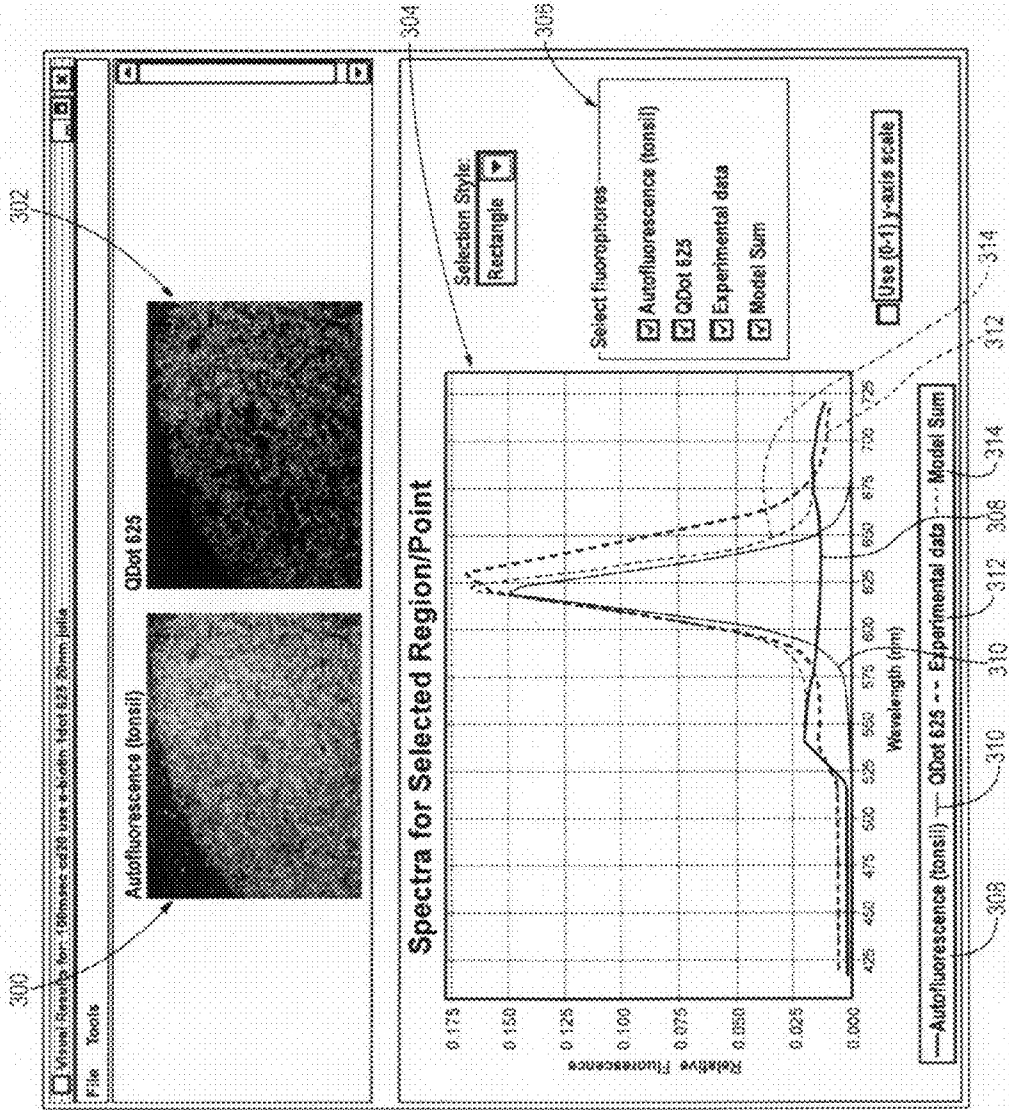 File Tools
Autofluorescence (tonsil)
QDot 625
300
302
Spectra for Selected Region/Point
304
Selection Style:
Rectangle
Select fluorophores
306
Autofluorescence (tonsil)
QDot 625
Experimental data
Model Sum
Use (0-1) y-axis scale
Relative Fluorescence
0.175
0.150
0.125
0.100
0.075
0.050
0.025
0.000
425 450 475 500 525 550 575 600 625 650 675 700 725
Wavelength (nm)
Autofluorescence (tonsil) QDot 625 Experimental data Model Sum
308 310 310 312 308 314 312 314